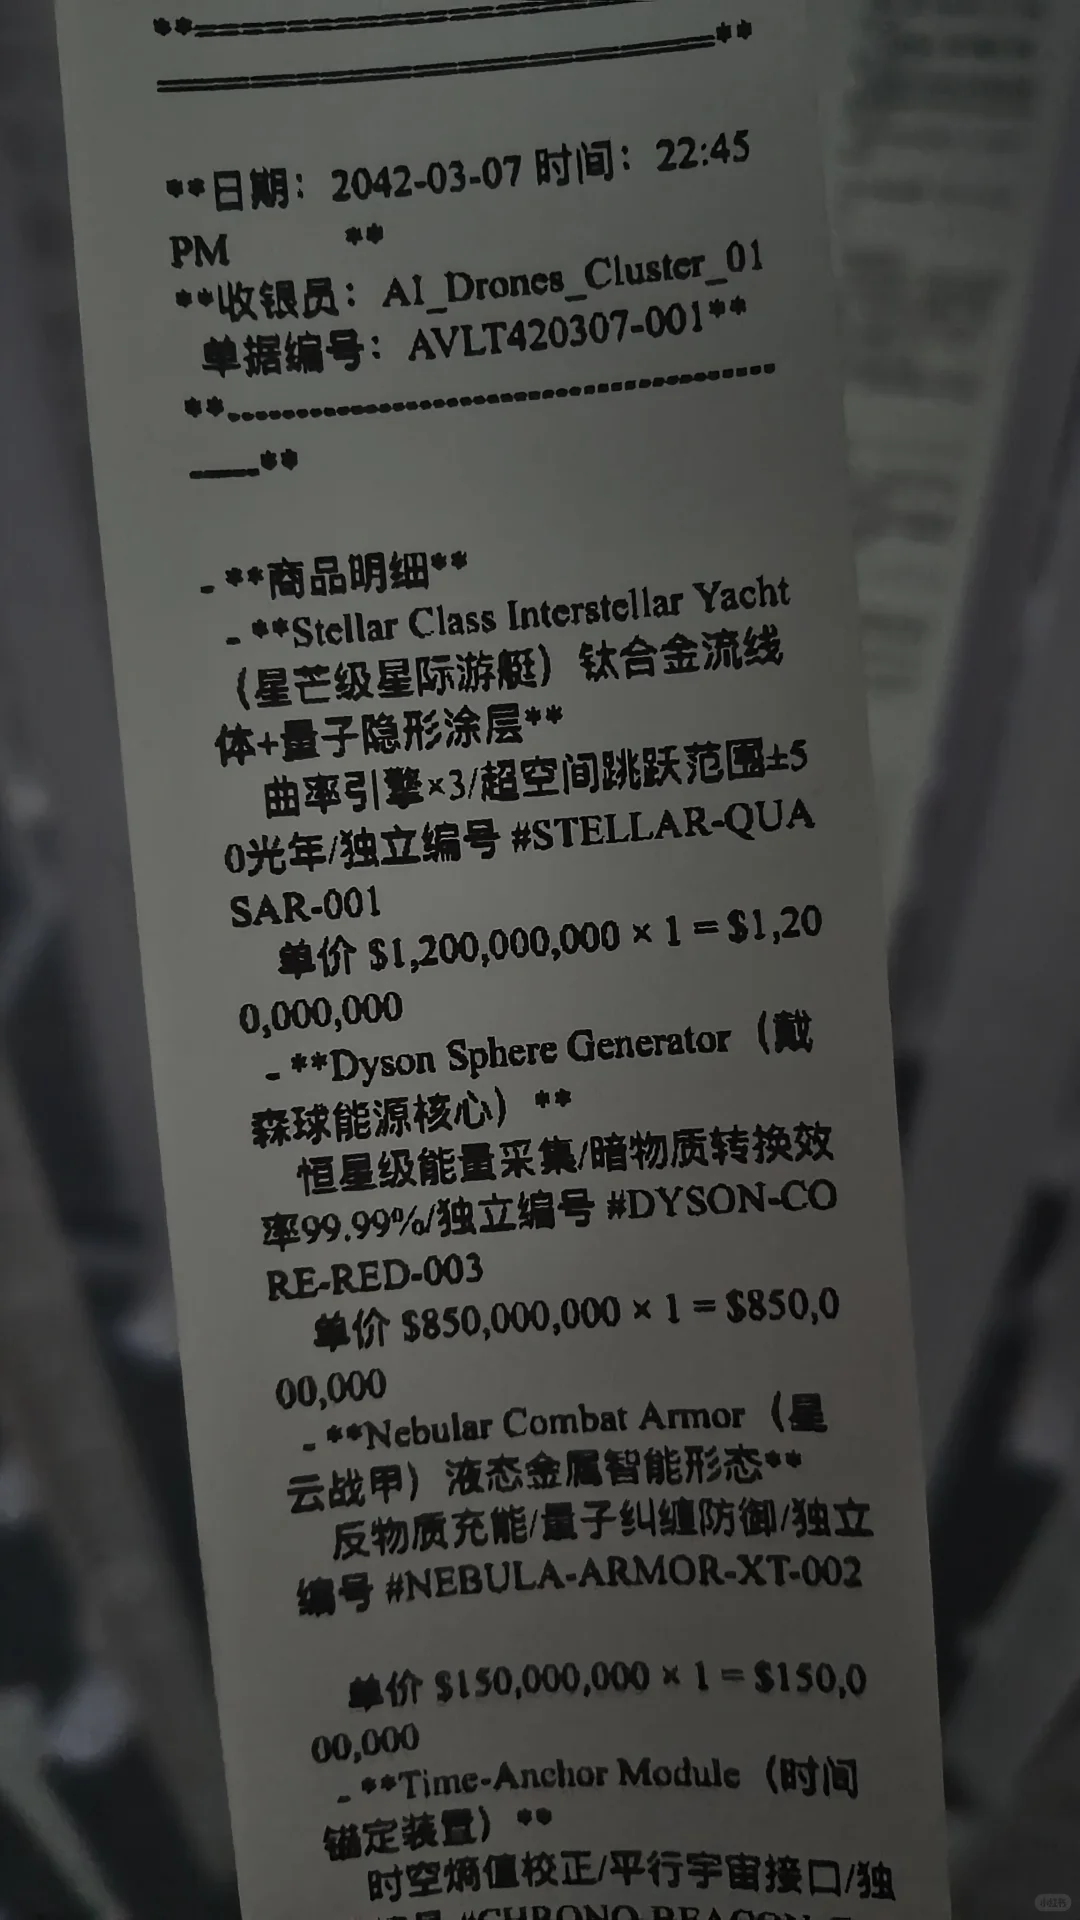 **====================
====================**
**日期：2042-03-07 时间：22:45
PM **
**收银员：AI_Drones_Cluster_01
单据编号：AVLT420307-001**
**----------------------------------------
-----**
- **商品明细**
- **Stellar Class Interstellar Yacht
（星芒级星际游艇）钛合金流线
体+量子隐形涂层**
曲率引擎×3/超空间跳跃范围±5
0光年/独立编号 #STELLAR-QUA
SAR-001
单价 $1,200,000,000 × 1 = $1,20
0,000,000
- **Dyson Sphere Generator（戴
森球能源核心）**
恒星级能量采集/暗物质转换效
率99.99%/独立编号 #DYSON-CO
RE-RED-003
单价 $850,000,000 × 1 = $850,0
00,000
- **Nebular Combat Armor（星
云战甲）液态金属智能形态**
反物质充能/量子纠缠防御/独立
编号 #NEBULA-ARMOR-XT-002
单价 $150,000,000 × 1 = $150,0
00,000
- **Time-Anchor Module（时间
锚定装置）**
时空熵值校正/平行宇宙接口/独
编号 #CHRONO-BEACON-